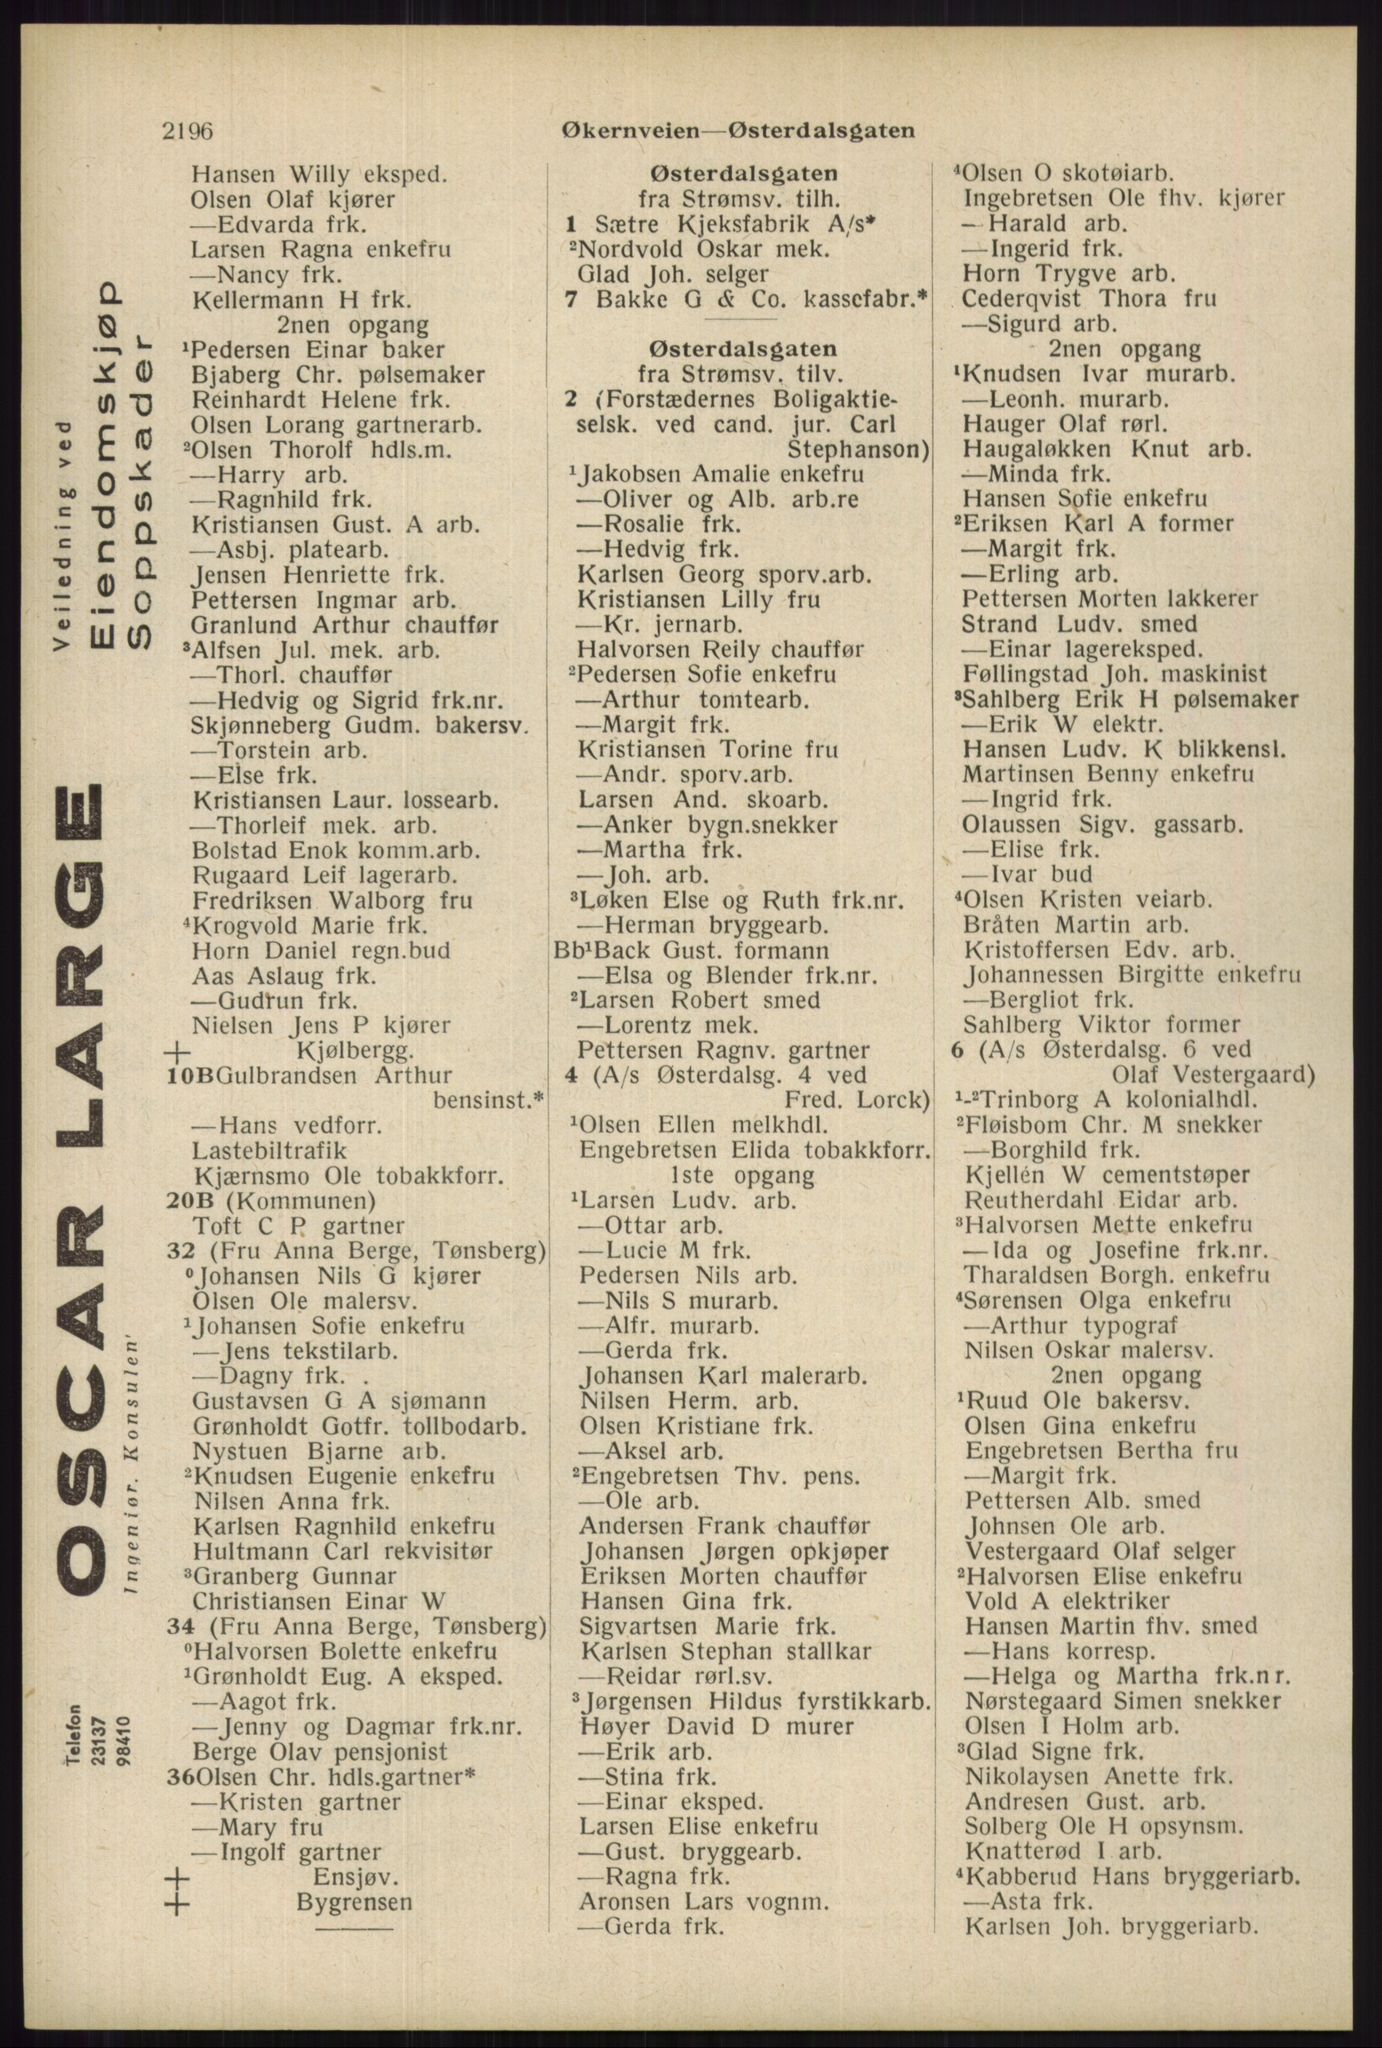 2196
Økernveien—Østerdalsgaten
Hansen Willy eksped.
Olsen Olaf kjører
—Edvarda frk.
Larsen Ragna enkefru
—Nancy frk.
Kellermann H frk.
2nen opgang
¹Pedersen Einar baker
Bjaberg Chr. pølsemaker
Reinhardt Helene frk.
Olsen Lorang gartnerarb.
²Olsen Thorolf hdls.m.
—Harry arb.
—Ragnhild frk.
Kristiansen Gust. A arb.
—Asbj. platearb.
Jensen Henriette frk.
Pettersen Ingmar arb.
Granlund Arthur chauffør
³Alfsen Jul. mek. arb.
—Thorl. chauffør
—Hedvig og Sigrid frk.nr.
Skjønneberg Gudm. bakersv.
—Torstein arb.
—Else frk.
Kristiansen Laur. lossearb.
—Thorleif mek. arb.
Bolstad Enok komm.arb.
Rugaard Leif lagerarb.
Fredriksen Walborg fru
⁴Krogvold Marie frk.
Horn Daniel regn.bud
Aas Aslaug frk.
—Gudrun frk.
Nielsen Jens P kjører
+ Kjølbergg.
10BGulbrandsen Arthur
bensinst.*
—Hans vedforr.
Lastebiltrafik
Kjærnsmo Ole tobakkforr.
20B (Kommunen)
Toft C P gartner
32 (Fru Anna Berge, Tønsberg)
⁰Johansen Nils G kjører
Olsen Ole malersv.
¹Johansen Sofie enkefru
—Jens tekstilarb.
—Dagny frk. .
Gustavsen G A sjømann
Grønholdt Gotfr. tollbodarb.
Nystuen Bjarne arb.
²Knudsen Eugenie enkefru
Nilsen Anna frk.
Karlsen Ragnhild enkefru
Hultmann Carl rekvisitør
³Granberg Gunnar
Christiansen Einar W
34 (Fru Anna Berge, Tønsberg)
⁰Halvorsen Bolette enkefru
¹Grønholdt Eug. A eksped.
—Aagot frk.
—Jenny og Dagmar frk.nr.
Berge Olav pensjonist
36Olsen Chr. hdls.gartner*
—Kristen gartner
—Mary fru
—Ingolf gartner
+ Ensjøv.
+ Bygrensen
Østerdalsgaten
fra Strømsv. tilh.
1 Sætre Kjeksfabrik A/s*
²Nordvold Oskar mek.
Glad Joh. selger
7 Bakke G & Co. kassefabr.*
Østerdalsgaten
fra Strømsv. tilv.
2 (Forstædernes Boligaktie-
selsk. ved cand. jur. Carl
Stephanson)
¹Jakobsen Amalie enkefru
—Oliver og Alb. arb.re
—Rosalie frk.
—Hedvig frk.
Karlsen Georg sporv.arb.
Kristiansen Lilly fru
—Kr. jernarb.
Halvorsen Reily chauffør
²Pedersen Sofie enkefru
—Arthur tomtearb.
—Margit frk.
Kristiansen Torine fru
—Andr. sporv.arb.
Larsen And. skoarb.
—Anker bygn.snekker
—Martha frk.
—Joh. arb.
³Løken Else og Ruth frk.nr.
—Herman bryggearb.
Bb¹Back Gust. formann
—Elsa og Blender frk.nr.
²Larsen Robert smed
—Lorentz mek.
Pettersen Ragnv. gartner
4 (A/s Østerdalsg. 4 ved
Fred. Lorck)
¹Olsen Ellen melkhdl.
Engebretsen Elida tobakkforr.
1ste opgang
¹Larsen Ludv. arb.
—Ottar arb.
—Lucie M frk.
Pedersen Nils arb.
—Nils S murarb.
—Alfr. murarb.
—Gerda frk.
Johansen Karl malerarb.
Nilsen Herm. arb.
Olsen Kristiane frk.
—Aksel arb.
²Engebretsen Thv. pens.
—Ole arb.
Andersen Frank chauffør
Johansen Jørgen opkjøper
Eriksen Morten chauffør
Hansen Gina frk.
Sigvartsen Marie frk.
Karlsen Stephan stallkar
—Reidar rørl.sv.
³Jørgensen Hildus fyrstikkarb.
Høyer David D murer
—Erik arb.
—Stina frk.
—Einar eksped.
Larsen Elise enkefru
—Gust. bryggearb.
—Ragna frk.
Aronsen Lars vognm.
—Gerda frk.
⁴Olsen O skotøiarb.
Ingebretsen Ole fhv. kjører
—Harald arb.
—Ingerid frk.
Horn Trygve arb.
Cederqvist Thora fru
—Sigurd arb.
2nen opgang
¹Knudsen Ivar murarb.
—Leonh. murarb.
Hauger Olaf rørl.
Haugaløkken Knut arb.
—Minda frk.
Hansen Sofie enkefru
²Eriksen Karl A former
—Margit frk.
—Erling arb.
Pettersen Morten lakkerer
Strand Ludv. smed
—Einar lagereksped.
Føllingstad Joh. maskinist
³Sahlberg Erik H pølsemaker
—Erik W elektr.
Hansen Ludv. K blikkensl.
Martinsen Benny enkefru
—Ingrid frk.
Olaussen Sigv. gassarb.
—Elise frk.
—Ivar bud
⁴Olsen Kristen veiarb.
Bråten Martin arb.
Kristoffersen Edv. arb.
Johannessen Birgitte enkefru
—Bergliot frk.
Sahlberg Viktor former
6 (A/s Østerdalsg. 6 ved
Olaf Vestergaard)
¹-²Trinborg A kolonialhdl.
²Fløisbom Chr. M snekker
—Borghild frk.
Kjellén W cementstøper
Reutherdahl Eidar arb.
³Halvorsen Mette enkefru
—Ida og Josefine frk.nr.
Tharaldsen Borgh. enkefru
⁴Sørensen Olga enkefru
—Arthur typograf
Nilsen Oskar malersv.
2nen opgang
¹Ruud Ole bakersv.
Olsen Gina enkefru
Engebretsen Bertha fru
—Margit frk.
Pettersen Alb. smed
Johnsen Ole arb.
Vestergaard Olaf selger
²Halvorsen Elise enkefru
Vold A elektriker
Hansen Martin fhv. smed
—Hans korresp.
—Helga og Martha frk.nr.
Nørstegaard Simen snekker
Olsen I Holm arb.
³Glad Signe frk.
Nikolaysen Anette frk.
Andresen Gust. arb.
Solberg Ole H opsynsm.
Knatterød I arb.
⁴Kabberud Hans bryggeriarb.
—Asta frk.
Karlsen Joh. bryggeriarb.
Veiledning ved
Eiendomskjøp
Soppskader
OSCAR LARGE
Ingeniør. Konsulen'
Telefon
23137
98410